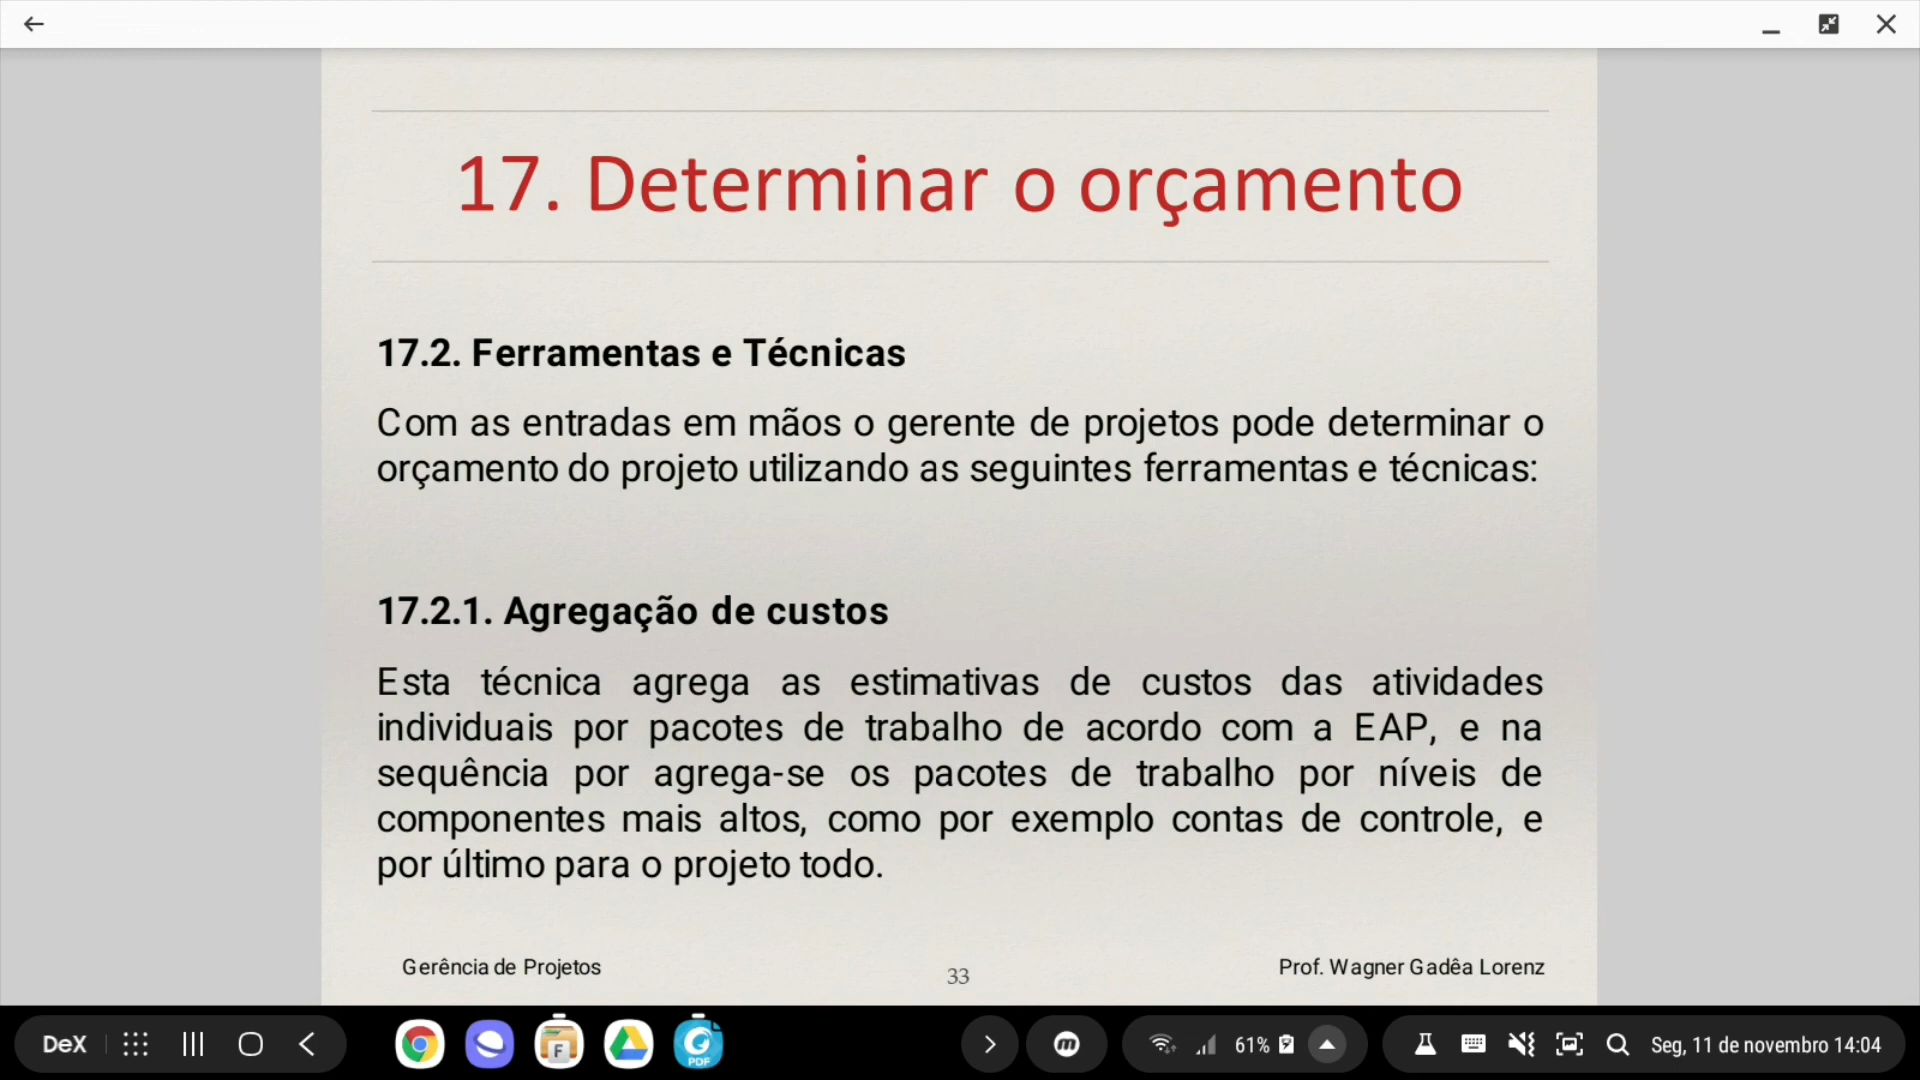 17. Determinar o orçamento
17.2. Ferramentas e Técnicas
Com as entradas em mãos o gerente de projetos pode determinar o
orçamento do projeto utilizando as seguintes ferramentas e técnicas:
17.2.1. Agregação de custos
Esta técnica agrega as estimativas de custos das atividades
individuais por pacotes de trabalho de acordo com a EAP, e na
sequência por agrega-se os pacotes de trabalho por níveis de
componentes mais altos, como por exemplo contas de controle, e
por último para o projeto todo.
Gerência de Projetos
33
Prof. Wagner Gadêa Lorenz
DeX
F
PDF
m
61%
Seg, 11 de novembro 14:04